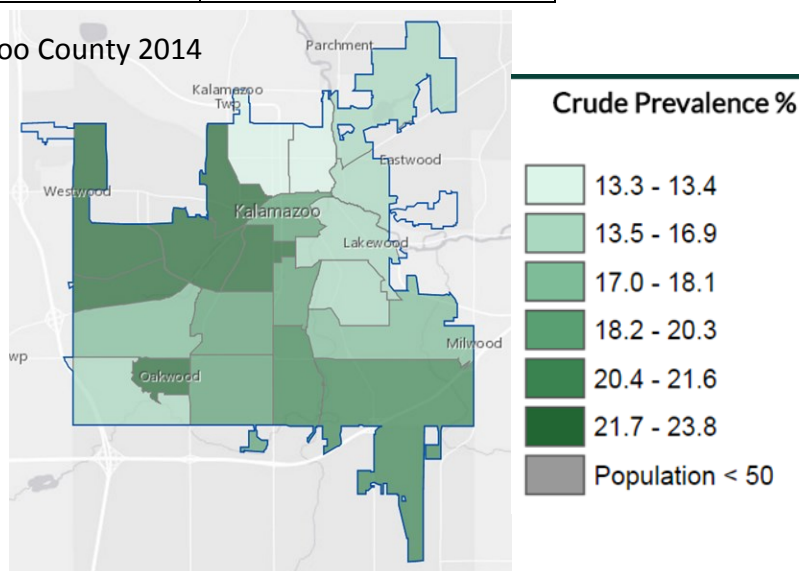 oo County 2014
Parchment
Kalamazoo
Twp
Eastwood
Westwood
Kalamazoo
Lakewood
Milwood
wp
Oakwood
Crude Prevalence %
13.3 - 13.4
13.5 - 16.9
17.0 - 18.1
18.2 - 20.3
20.4 - 21.6
21.7 - 23.8
Population < 50